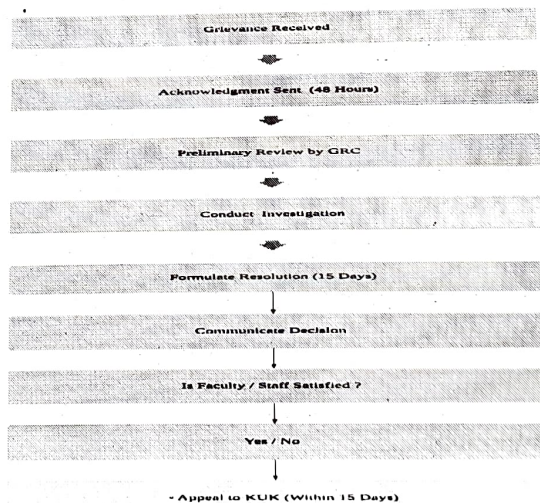 Grievance Received
Acknowledgment Sent (48 Hours)
Preliminary Review by GRC
Conduct Investigation
Formulate Resolution (15 Days)
Communicate Decision
Is Faculty / Staff Satisfied ?
Yes / No
- Appeal to KUK (Within 15 Days)